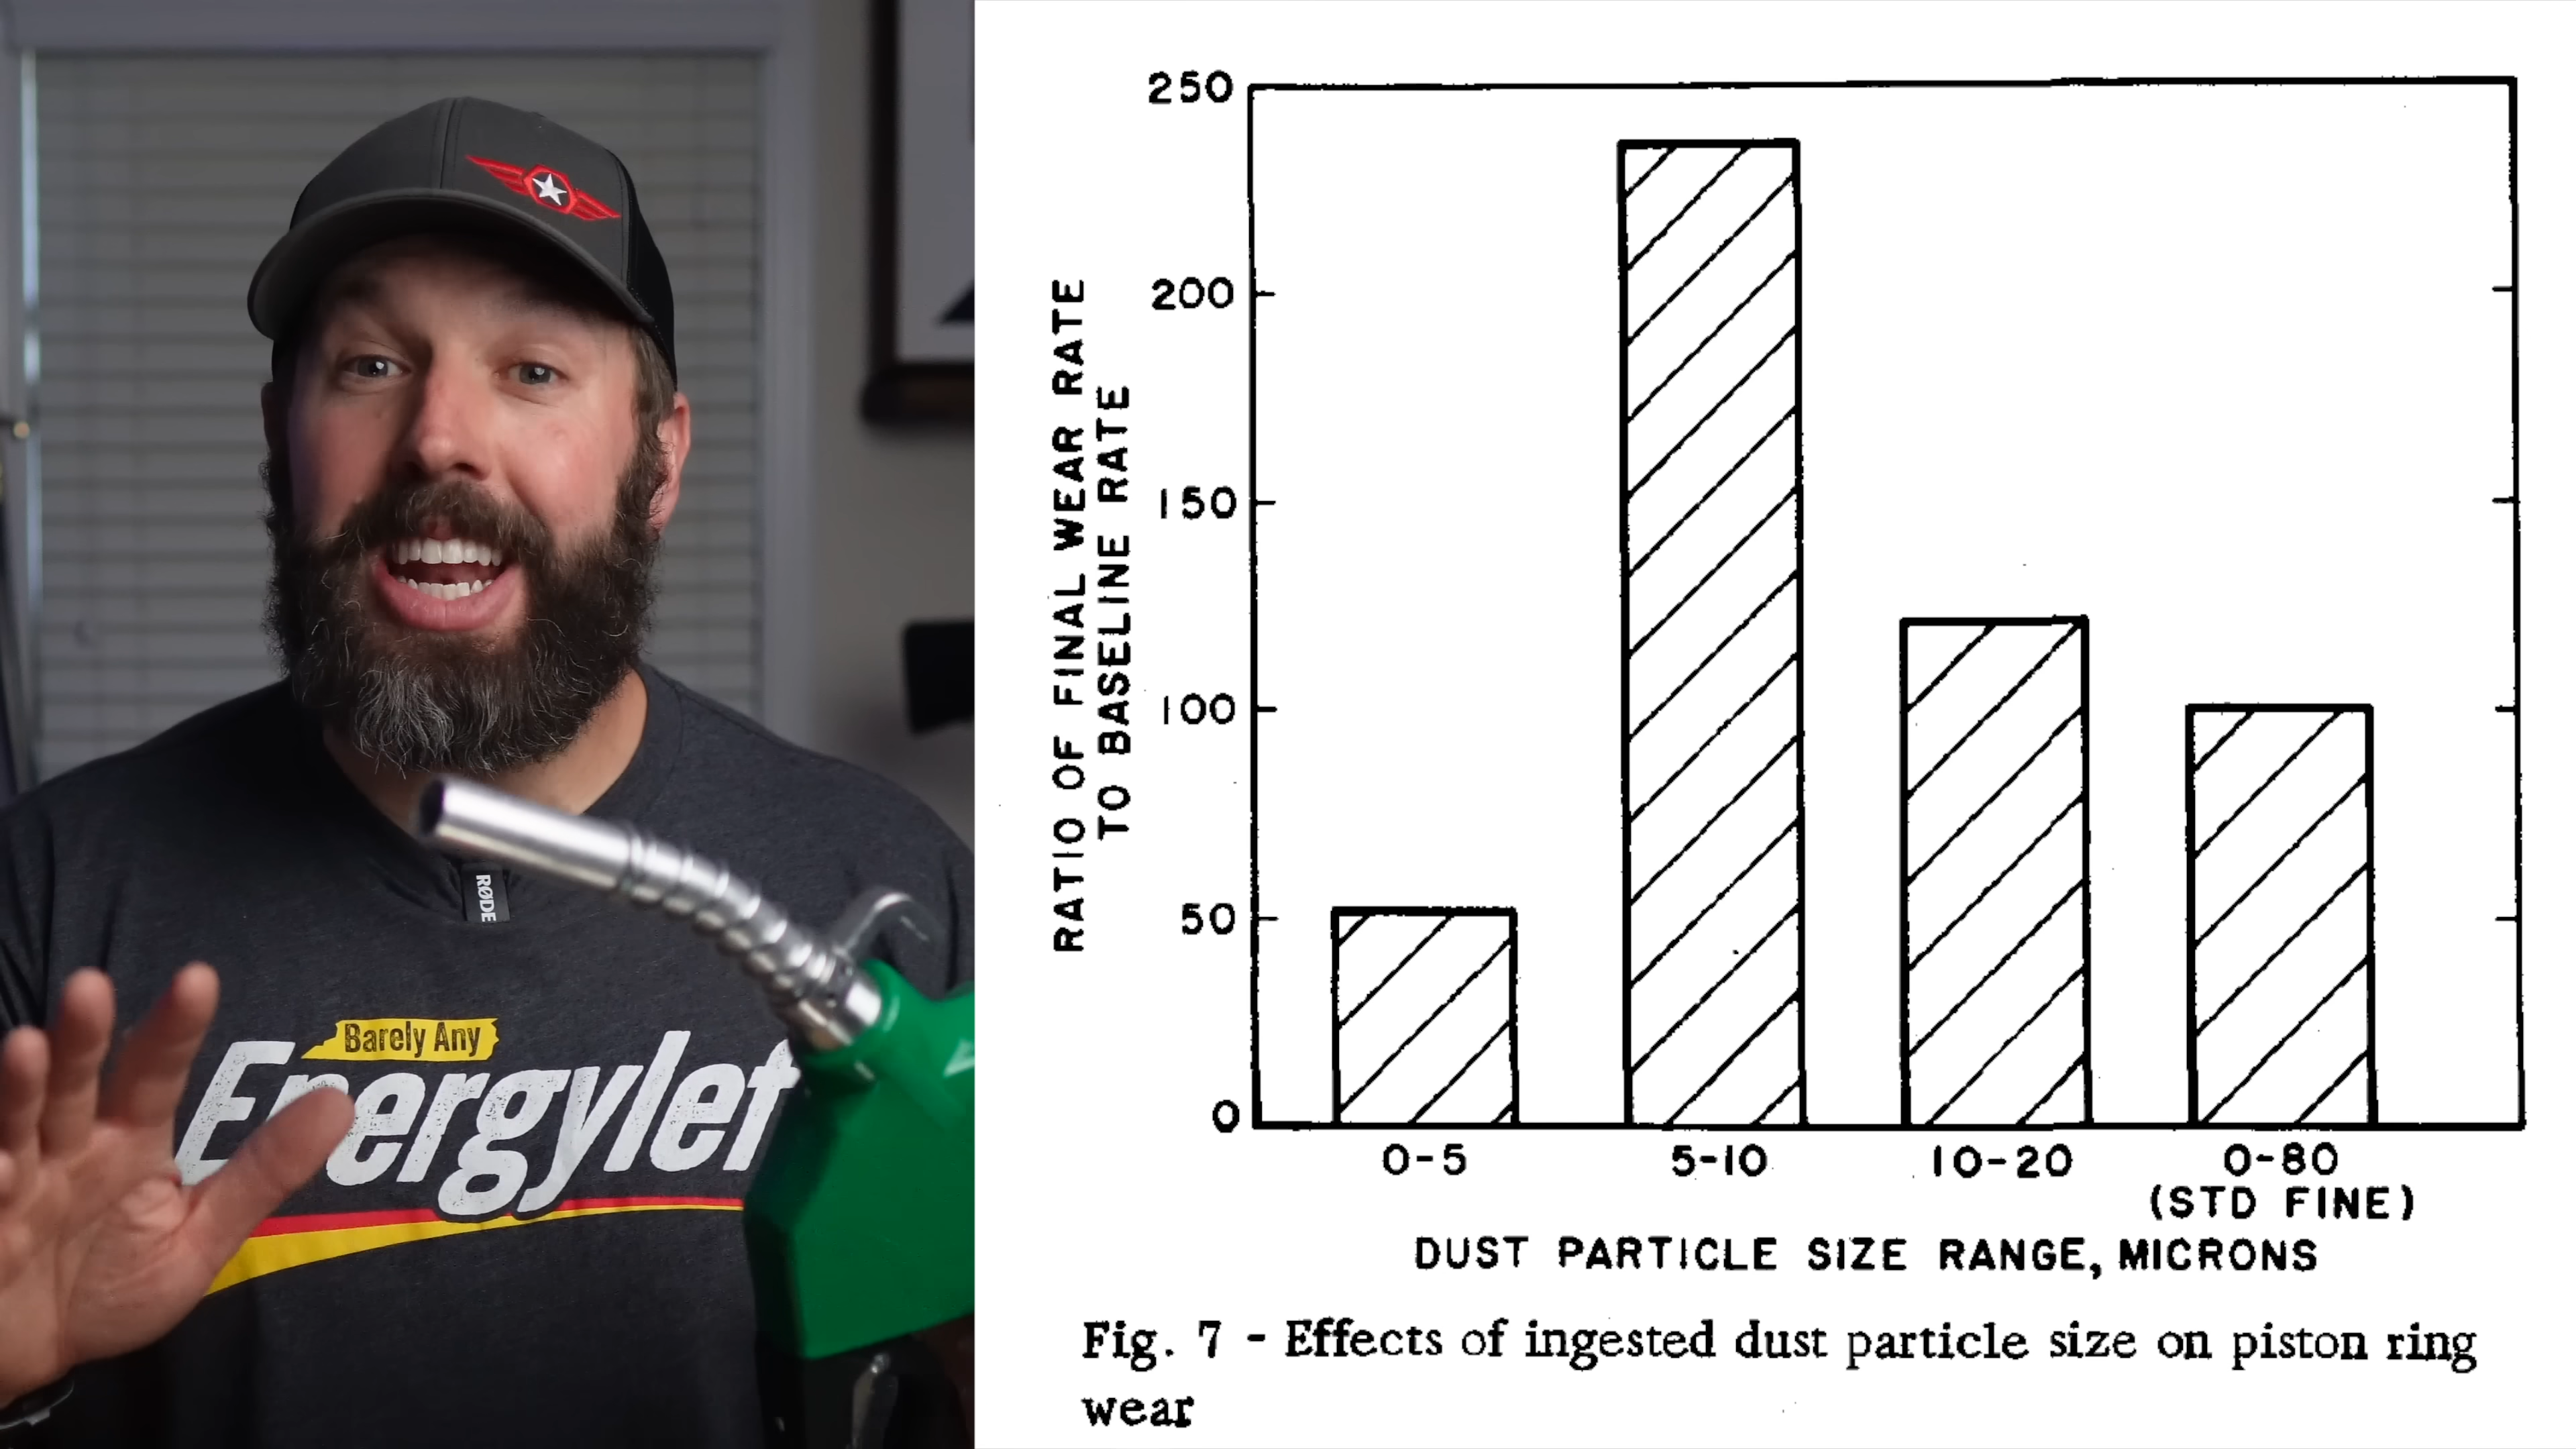 RØDE
Barely Any
Energylet
250
200
150
100
50
0
RATIO OF FINAL WEAR RATE
TO BASELINE RATE
0-5
5-10
10-20
0-80
(STD FINE)
DUST PARTICLE SIZE RANGE, MICRONS
Fig. 7 - Effects of ingested dust particle size on piston ring
wear